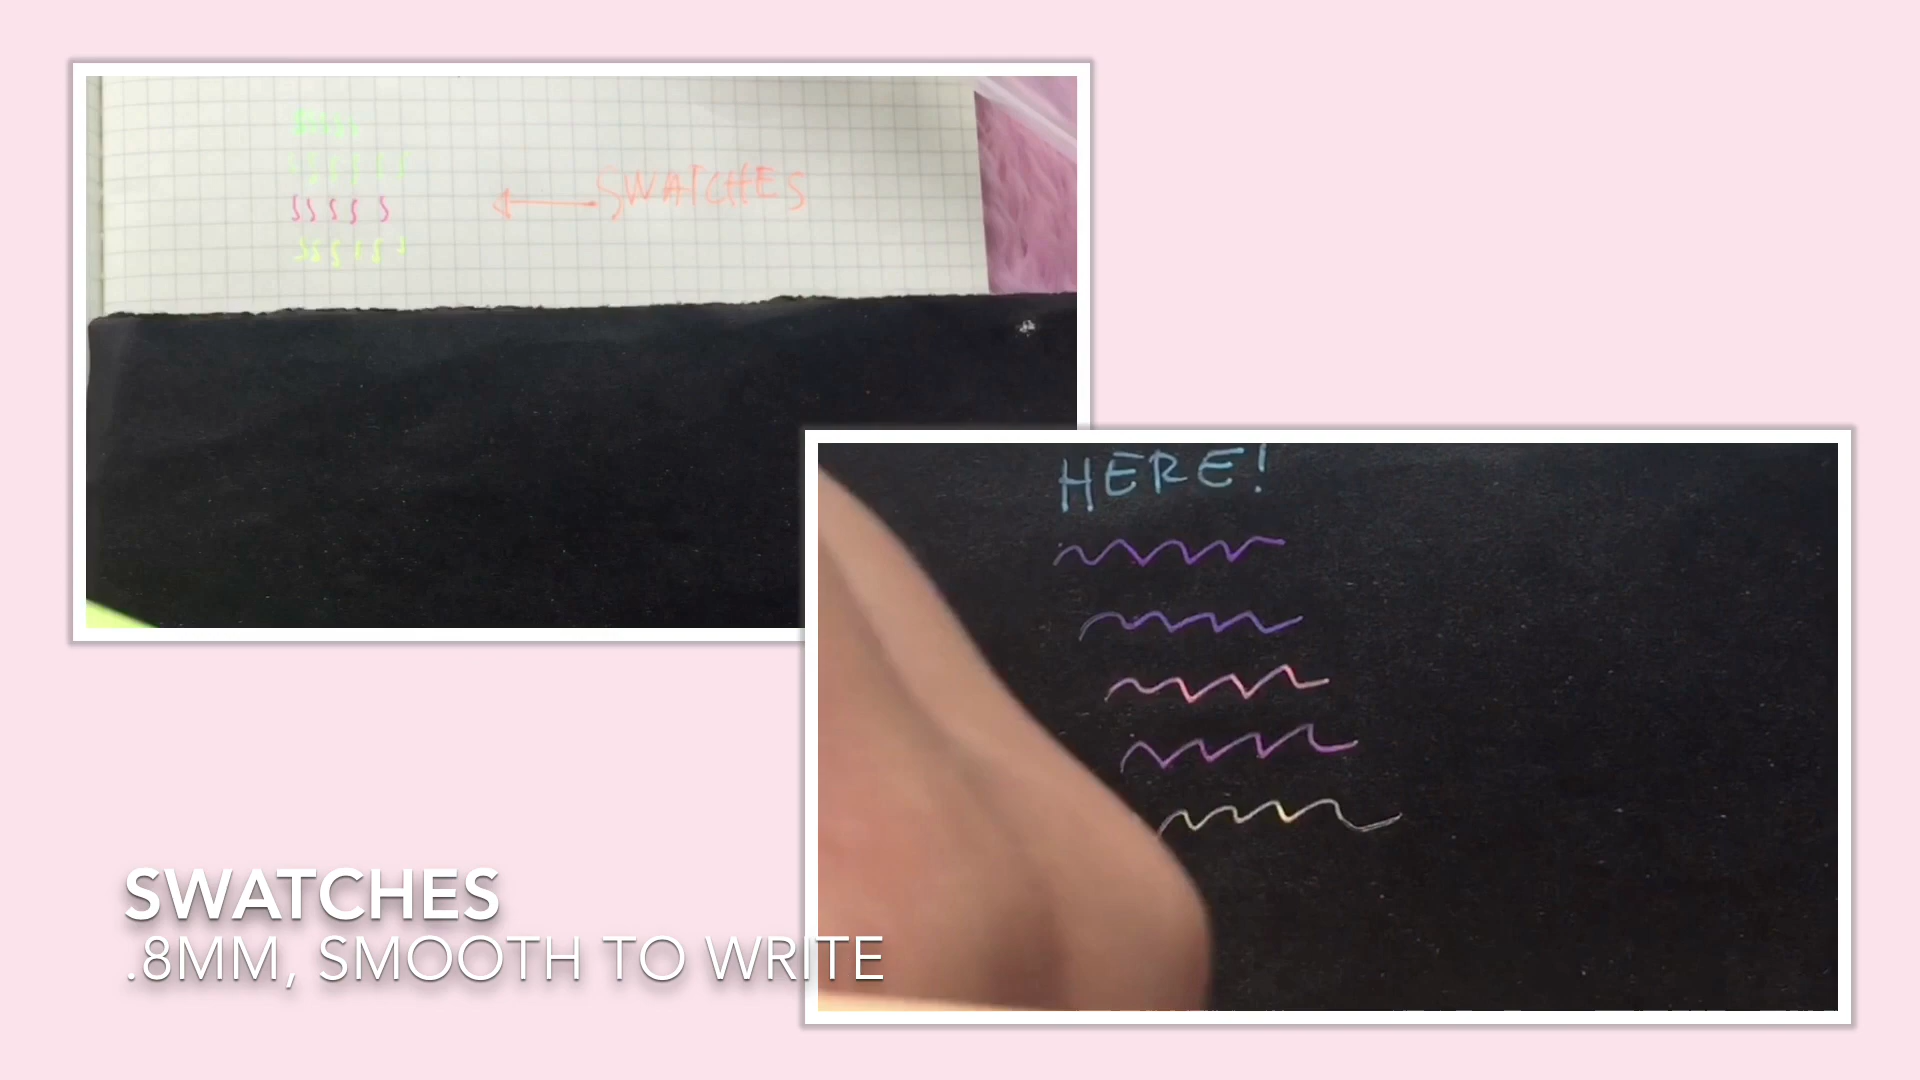 SWATCHES
HERE!
SWATCHES
.8MM, SMOOTH TO WRITE